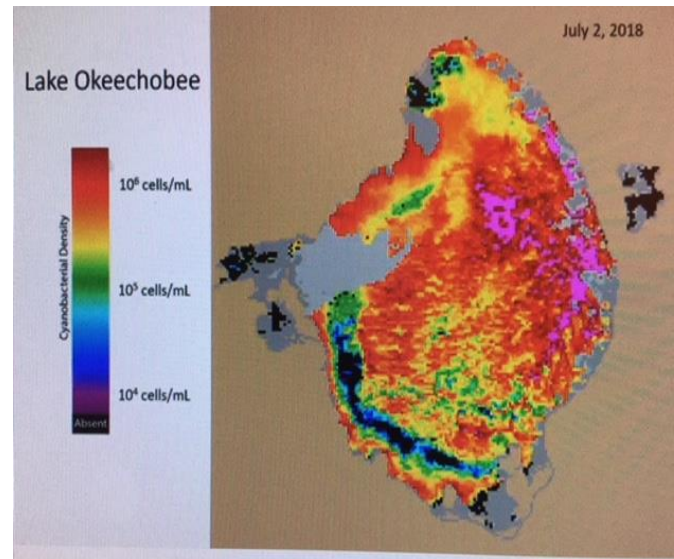 July 2, 2018
Lake Okeechobee
Cyanobacterial Density
10⁶ cells/mL
10⁵ cells/mL
10⁴ cells/mL
Absent